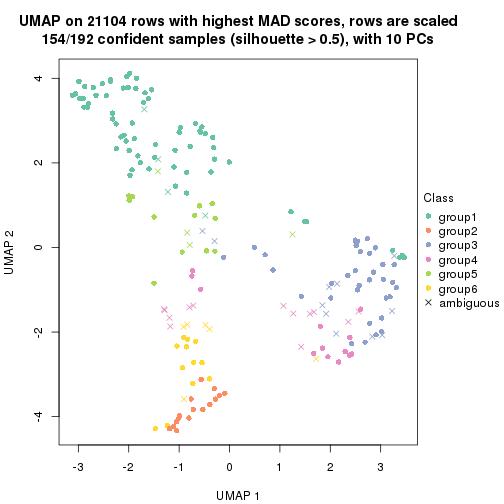 UMAP on 21104 rows with highest MAD scores, rows are scaled
154/192 confident samples (silhouette > 0.5), with 10 PCs
4
2
0
-2
-4
UMAP 2
-3
-2
-1
0
1
2
3
UMAP 1
Class
group1
group2
group3
group4
group5
group6
ambiguous